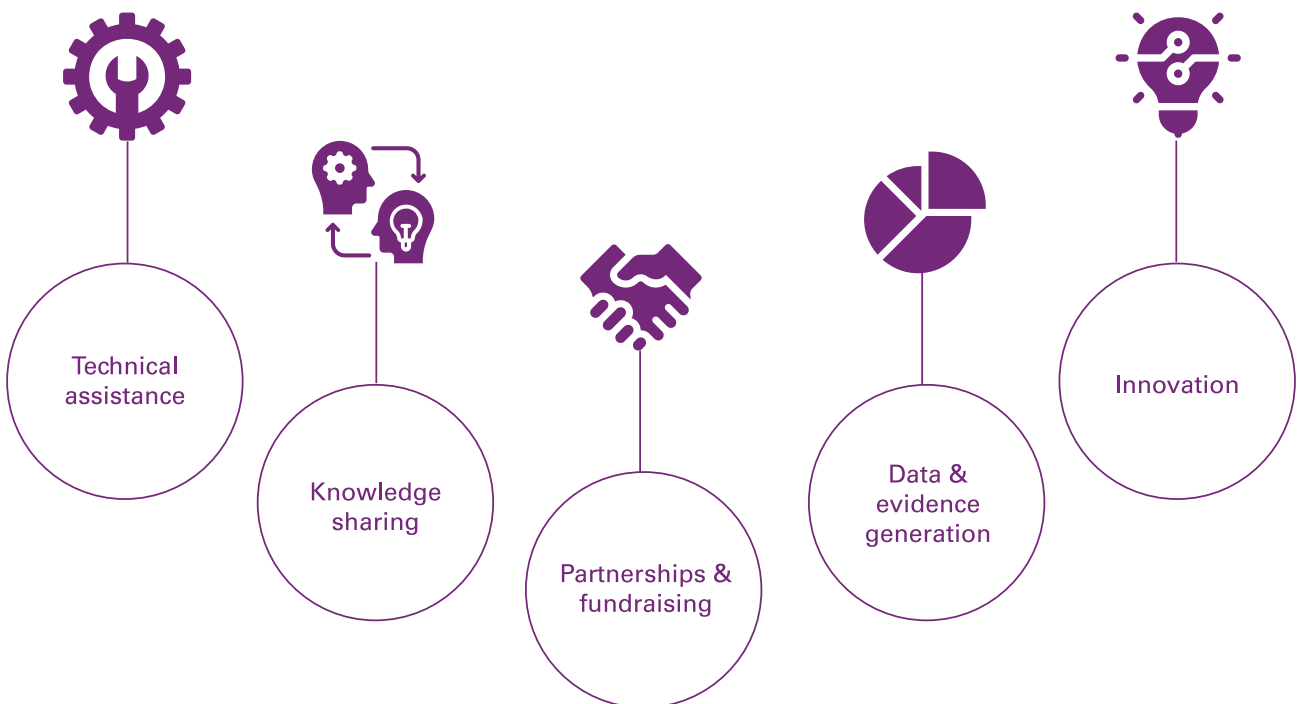 Technical
assistance
Knowledge
sharing
Partnerships &
fundraising
Data &
evidence
generation
Innovation